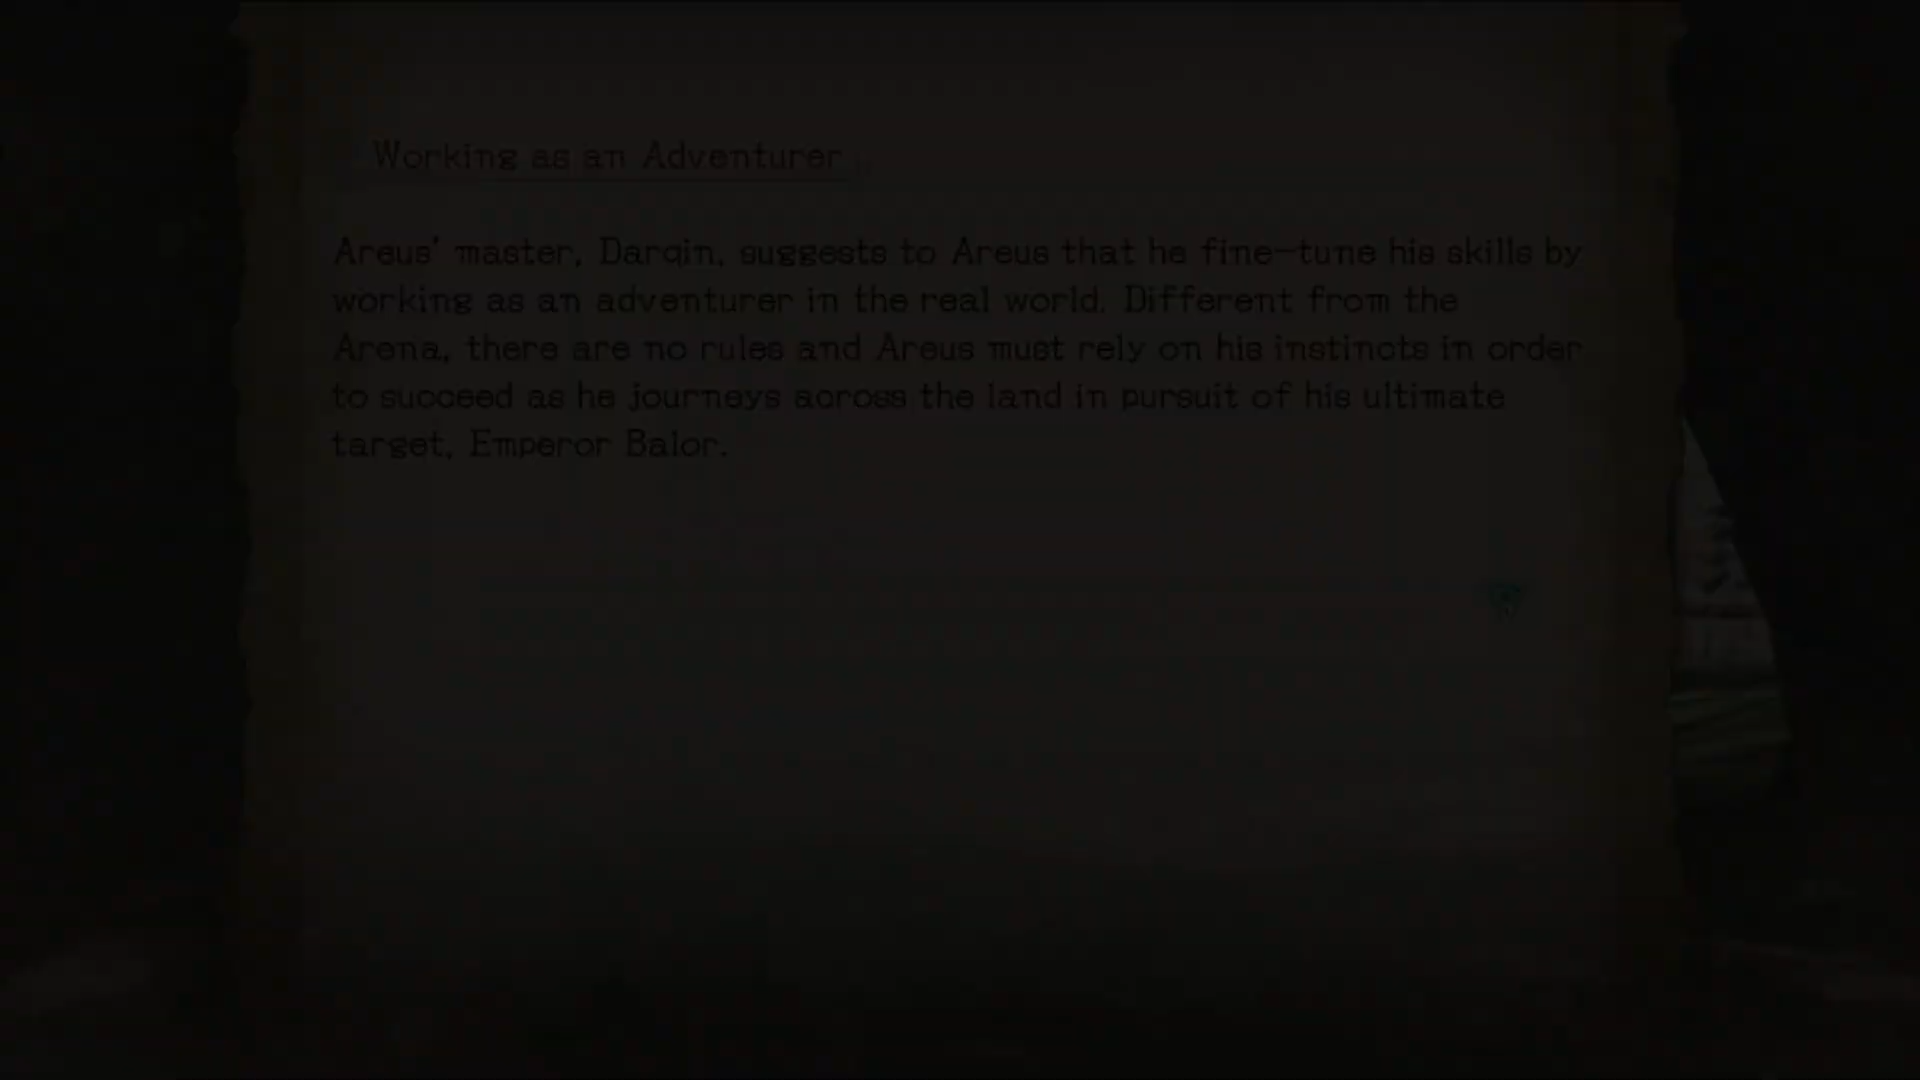 Working as an Adventurer
Areus' master, Darqin, suggests to Areus that he fine-tune his skills by
working as an adventurer in the real world. Different from the
Arena, there are no rules and Areus must rely on his instincts in order
to succeed as he journeys across the land in pursuit of his ultimate
target, Emperor Balor.